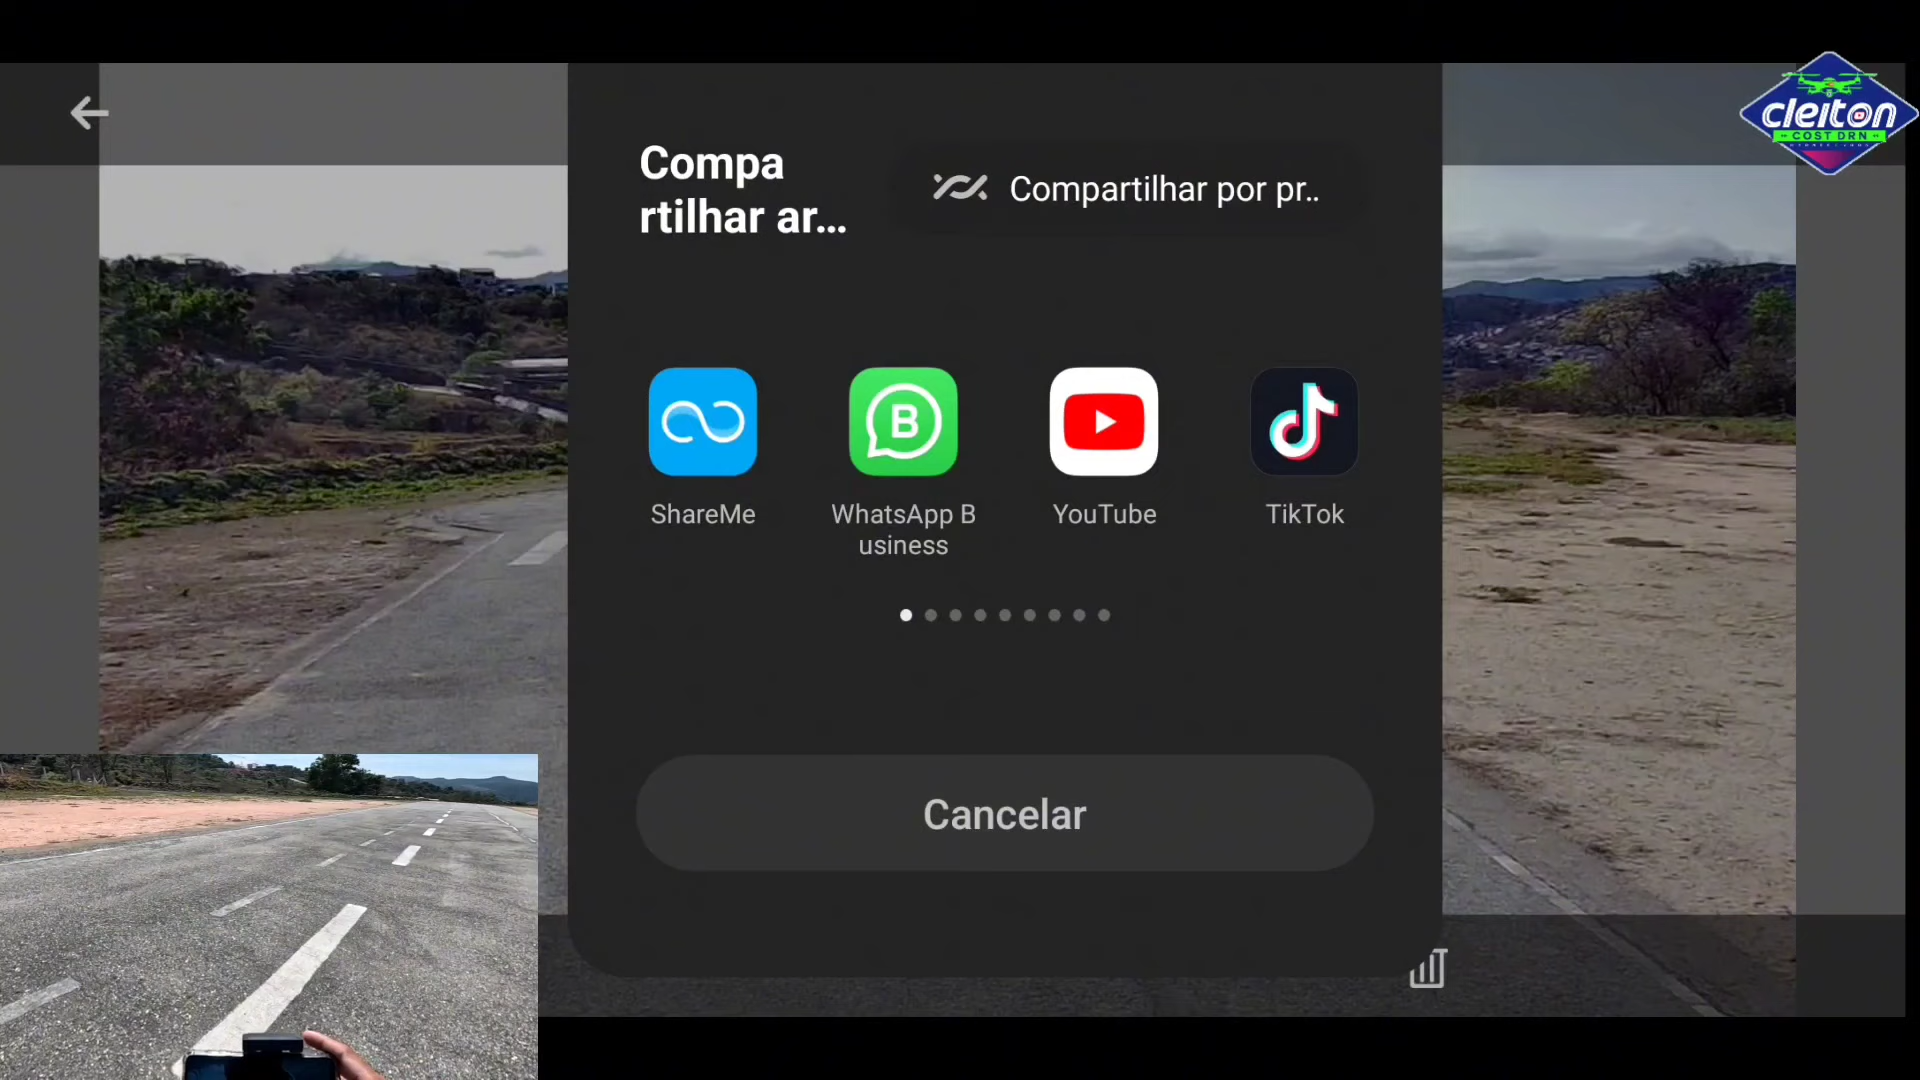 cleiton
COST DRN
Compa
rtilhar ar...
Compartilhar por pr..
ShareMe
WhatsApp B
usiness
YouTube
TikTok
Cancelar